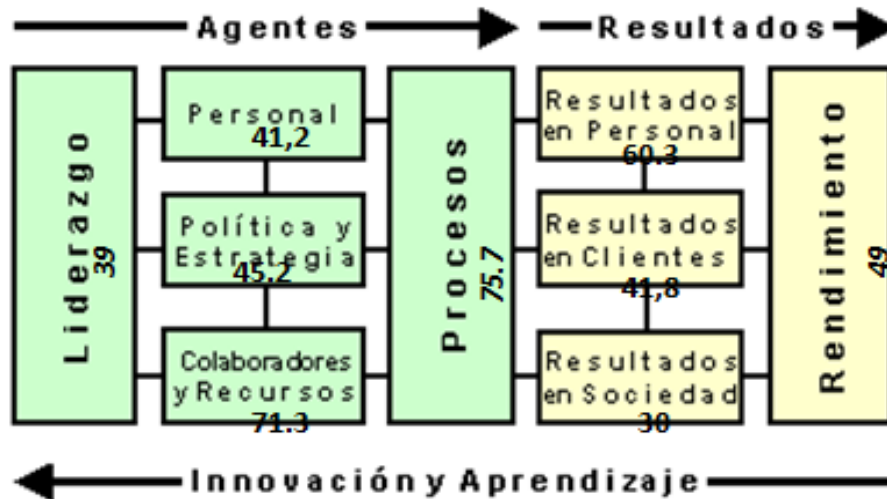 Agentes
Resultados
Liderazgo
39
Personal
41,2
Política y
Estrategia
45.2
Colaboradores
y Recursos
71.3
Procesos
75.7
Resultados
en Personal
60.3
Resultados
en Clientes
41,8
Resultados
en Sociedad
30
Rendimiento
49
Innovación y Aprendizaje